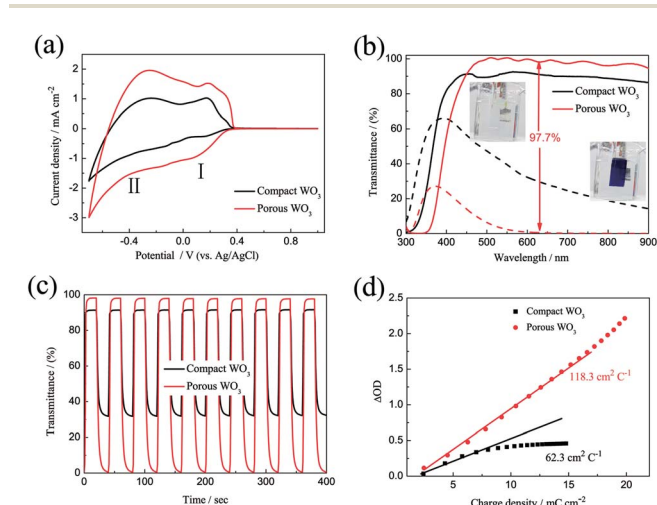 (a)
Current density / mA cm⁻²
2
1
0
-1
-2
-3
II
I
Compact WO₃
Porous WO₃
-0.4
0.0
0.4
0.8
Potential / V (vs. Ag/AgCl)
(b)
Transmittance / (%)
100
80
60
40
20
0
Compact WO₃
Porous WO₃
97.7%
300
400
500
600
700
800
900
Wavelength / nm
(c)
Transmittance / (%)
100
80
60
40
20
0
Compact WO₃
Porous WO₃
0
100
200
300
400
Time / sec
(d)
ΔOD
2.5
2.0
1.5
1.0
0.5
0.0
Compact WO₃
Porous WO₃
118.3 cm² C⁻¹
62.3 cm² C⁻¹
0
5
10
15
20
Charge density / mC cm⁻²